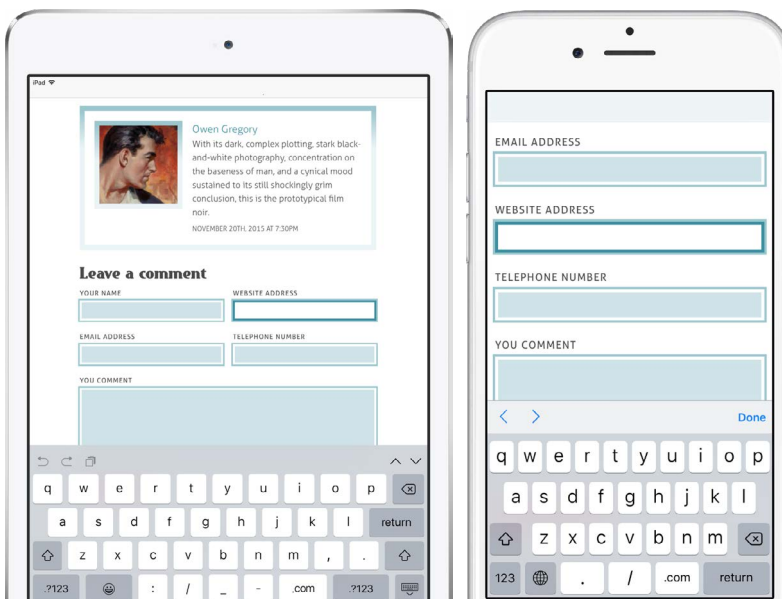 iPad
Owen Gregory
With its dark, complex plotting, stark black-
and-white photography, concentration on
the baseness of man, and a cynical mood
sustained to its still shockingly grim
conclusion, this is the prototypical film
noir.
NOVEMBER 20TH, 2015 AT 7:30PM
Leave a comment
YOUR NAME WEBSITE ADDRESS
EMAIL ADDRESS TELEPHONE NUMBER
YOU COMMENT
q w e r t y u i o p
a s d f g h j k l return
z x c v b n m , .
.?123 : / _ - .com .?123
EMAIL ADDRESS
WEBSITE ADDRESS
TELEPHONE NUMBER
YOU COMMENT
Done
q w e r t y u i o p
a s d f g h j k l
z x c v b n m
123 . / .com return